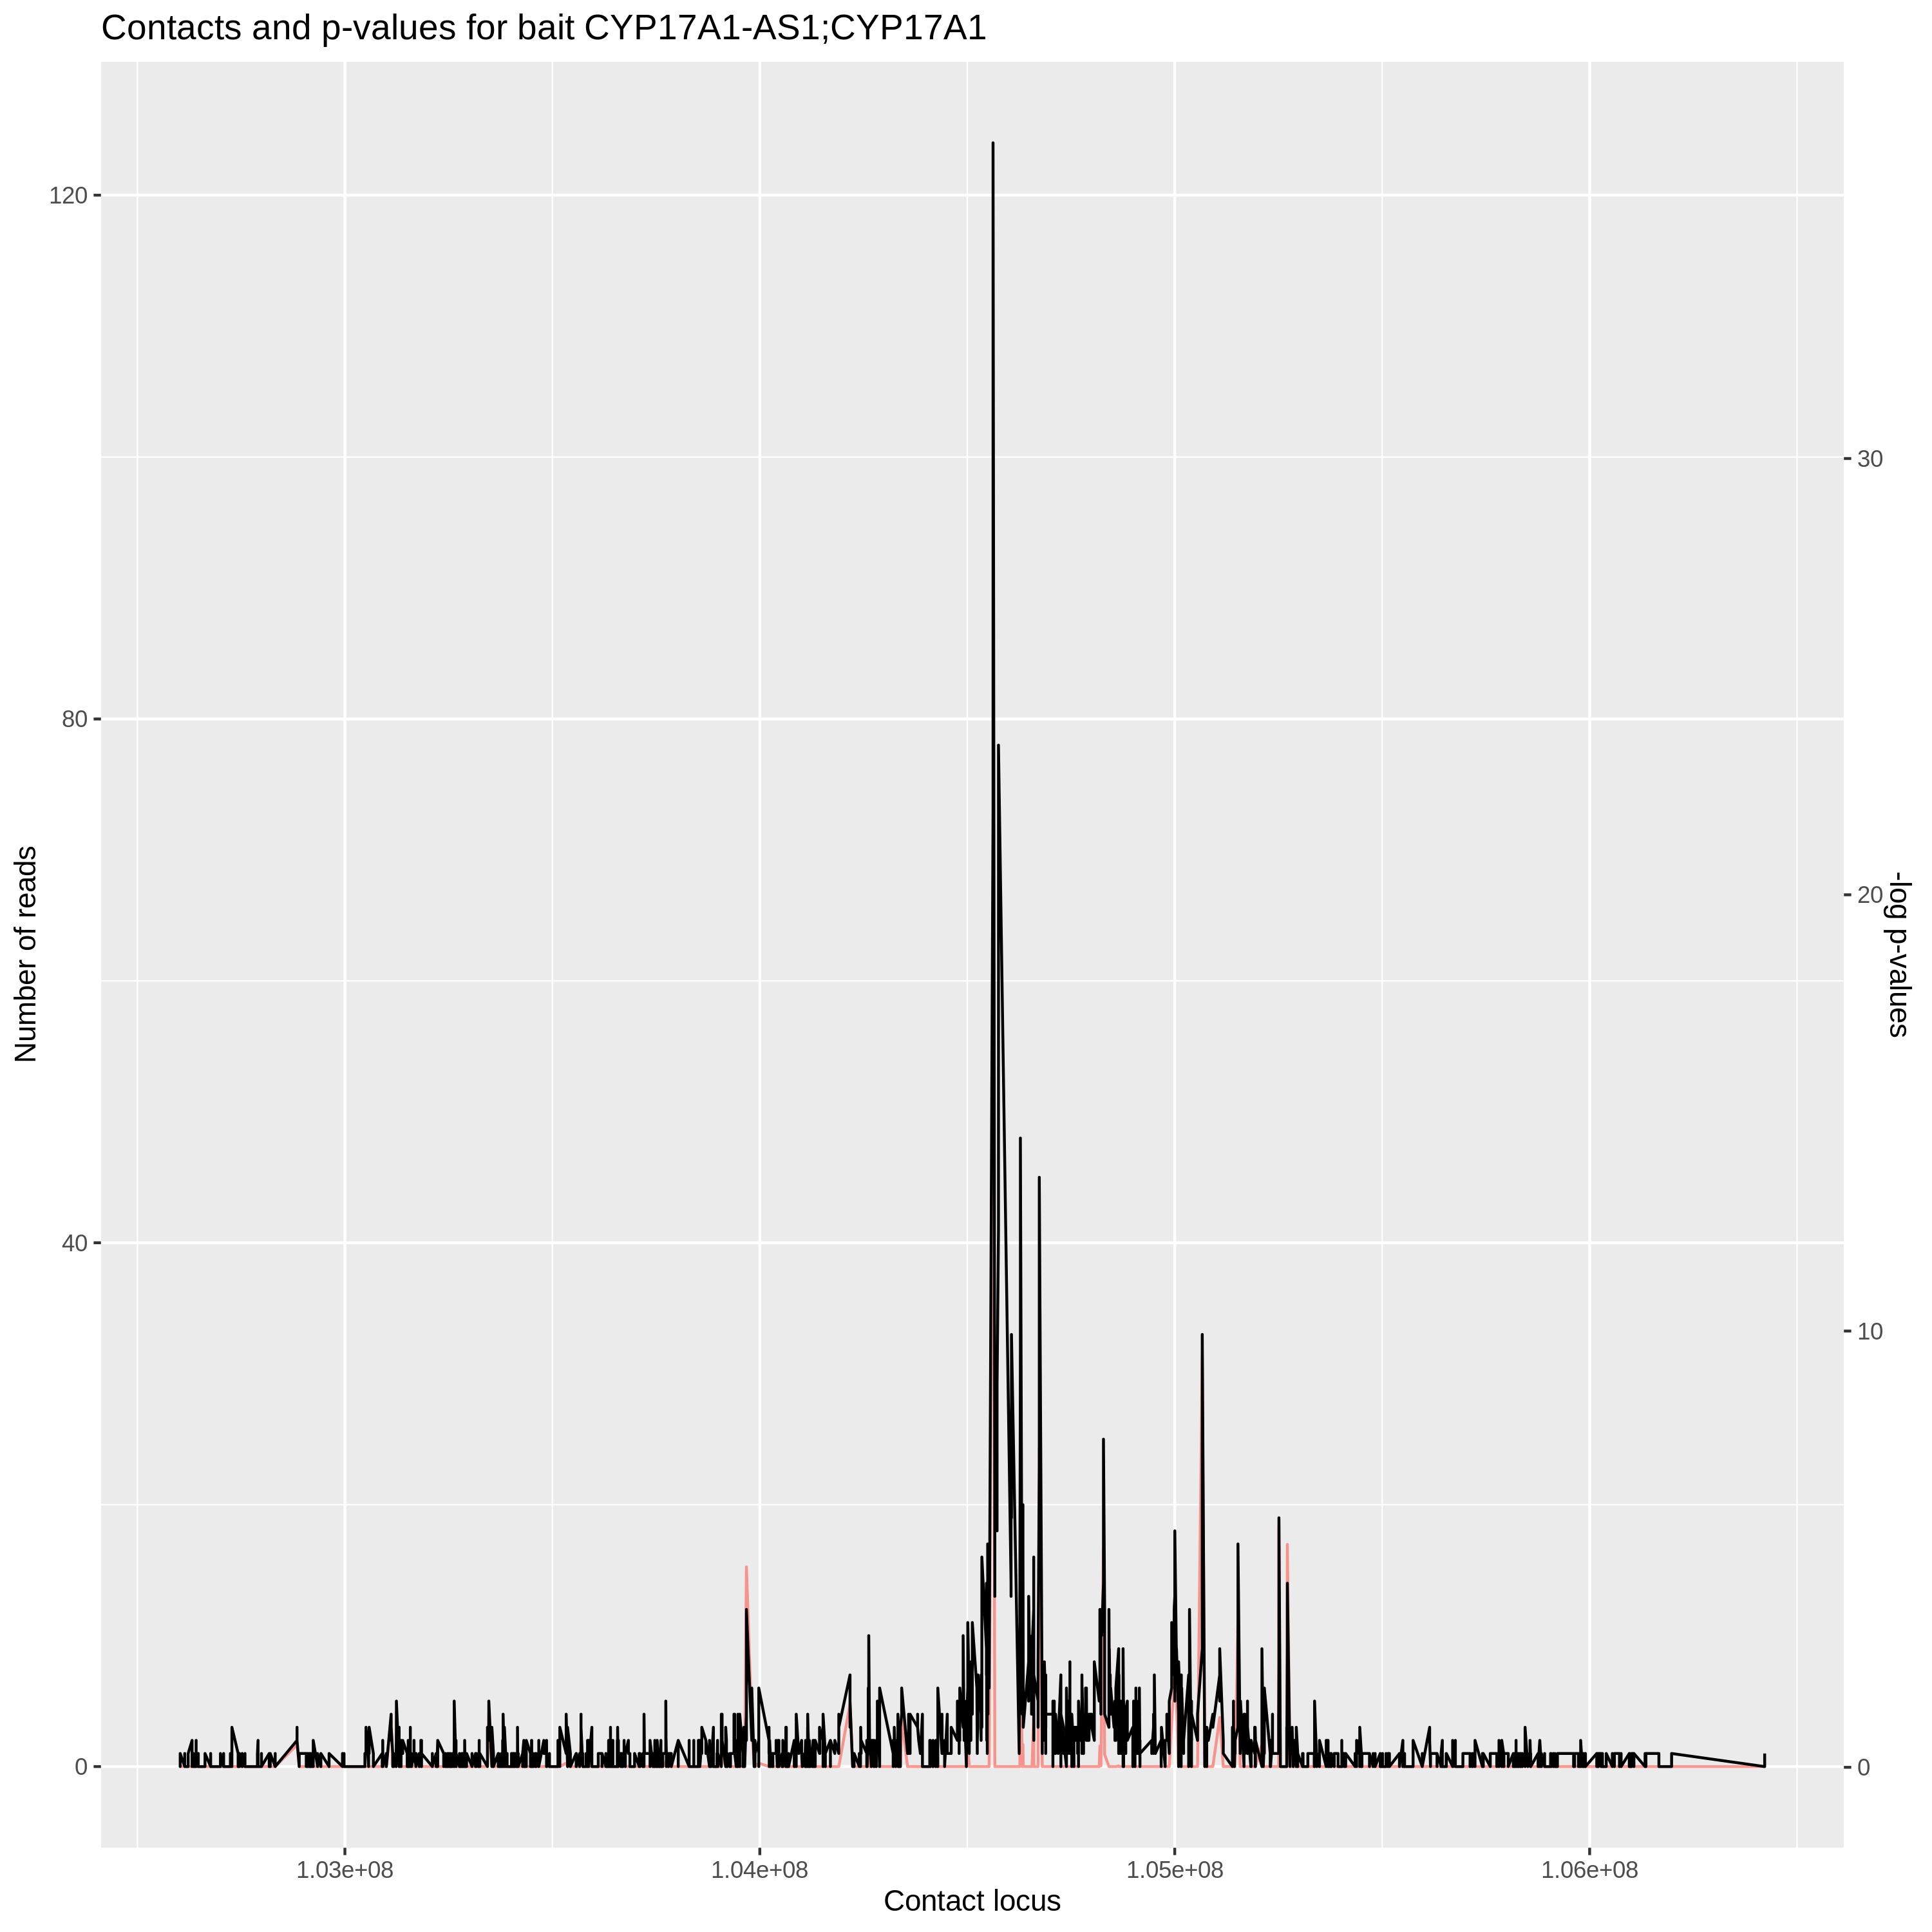 Contacts and p-values for bait CYP17A1-AS1;CYP17A1
120
80
40
0
Number of reads
30
20
10
0
-log p-values
1.03e+08
1.04e+08
1.05e+08
1.06e+08
Contact locus